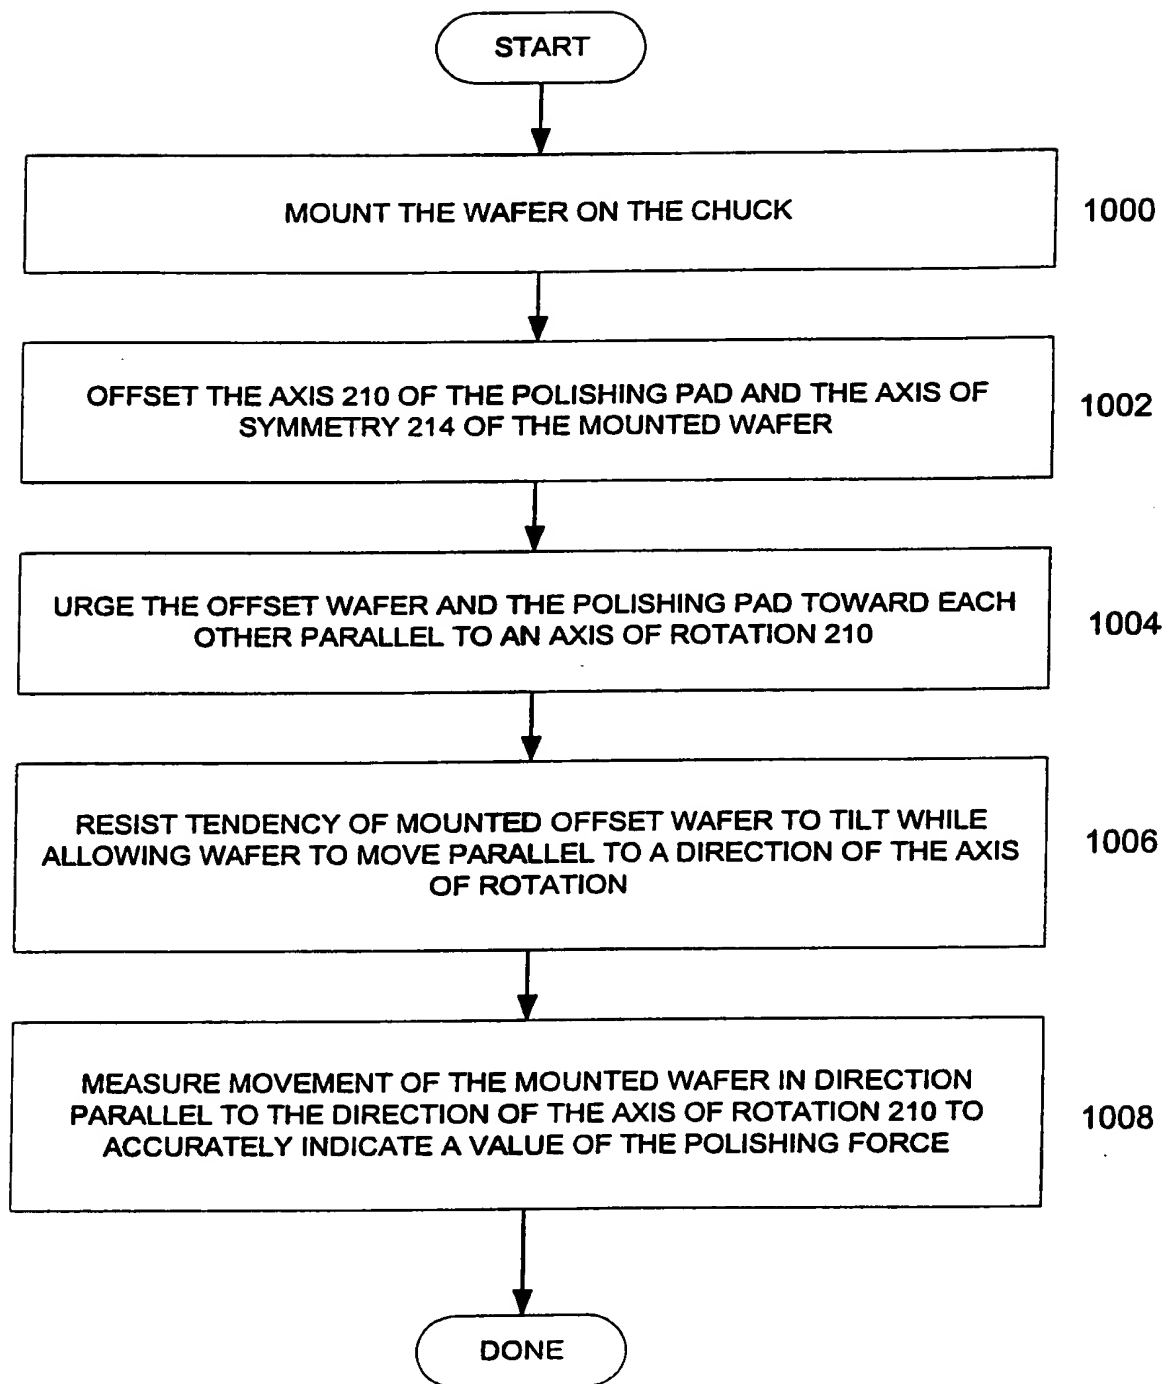 START
MOUNT THE WAFER ON THE CHUCK
1000
OFFSET THE AXIS 210 OF THE POLISHING PAD AND THE AXIS OF
SYMMETRY 214 OF THE MOUNTED WAFER
1002
URGE THE OFFSET WAFER AND THE POLISHING PAD TOWARD EACH
OTHER PARALLEL TO AN AXIS OF ROTATION 210
1004
RESIST TENDENCY OF MOUNTED OFFSET WAFER TO TILT WHILE
ALLOWING WAFER TO MOVE PARALLEL TO A DIRECTION OF THE AXIS
OF ROTATION
1006
MEASURE MOVEMENT OF THE MOUNTED WAFER IN DIRECTION
PARALLEL TO THE DIRECTION OF THE AXIS OF ROTATION 210 TO
ACCURATELY INDICATE A VALUE OF THE POLISHING FORCE
1008
DONE